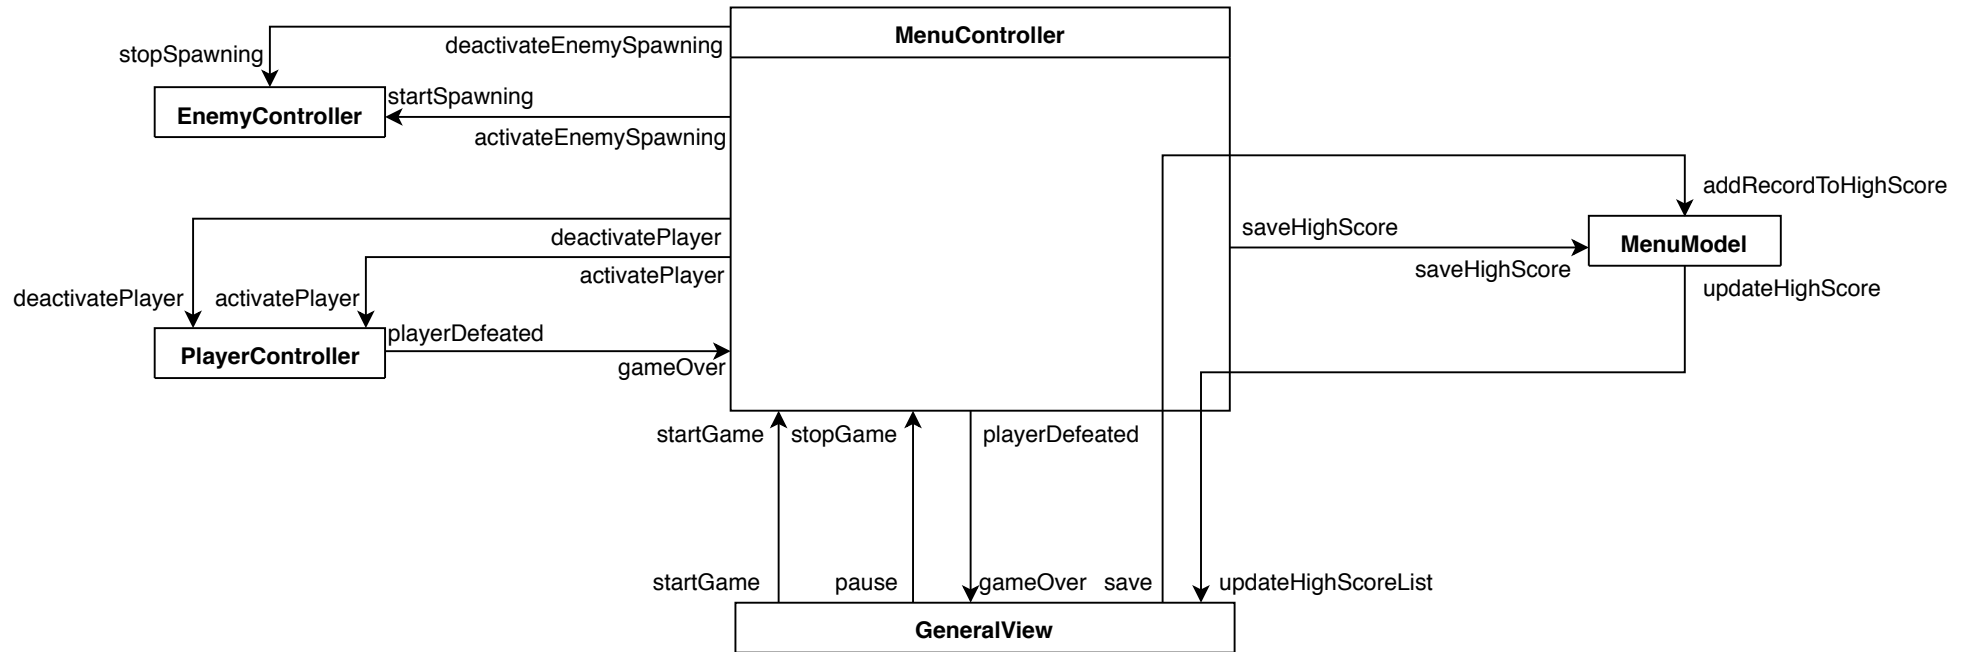 MenuController
deactivateEnemySpawning
stopSpawning
startSpawning
EnemyController
activateEnemySpawning
addRecordToHighScore
saveHighScore
deactivatePlayer
MenuModel
saveHighScore
activatePlayer
updateHighScore
deactivatePlayer
activatePlayer
playerDefeated
PlayerController
gameOver
startGame
stopGame
playerDefeated
startGame
pause
gameOver
save
updateHighScoreList
GeneralView